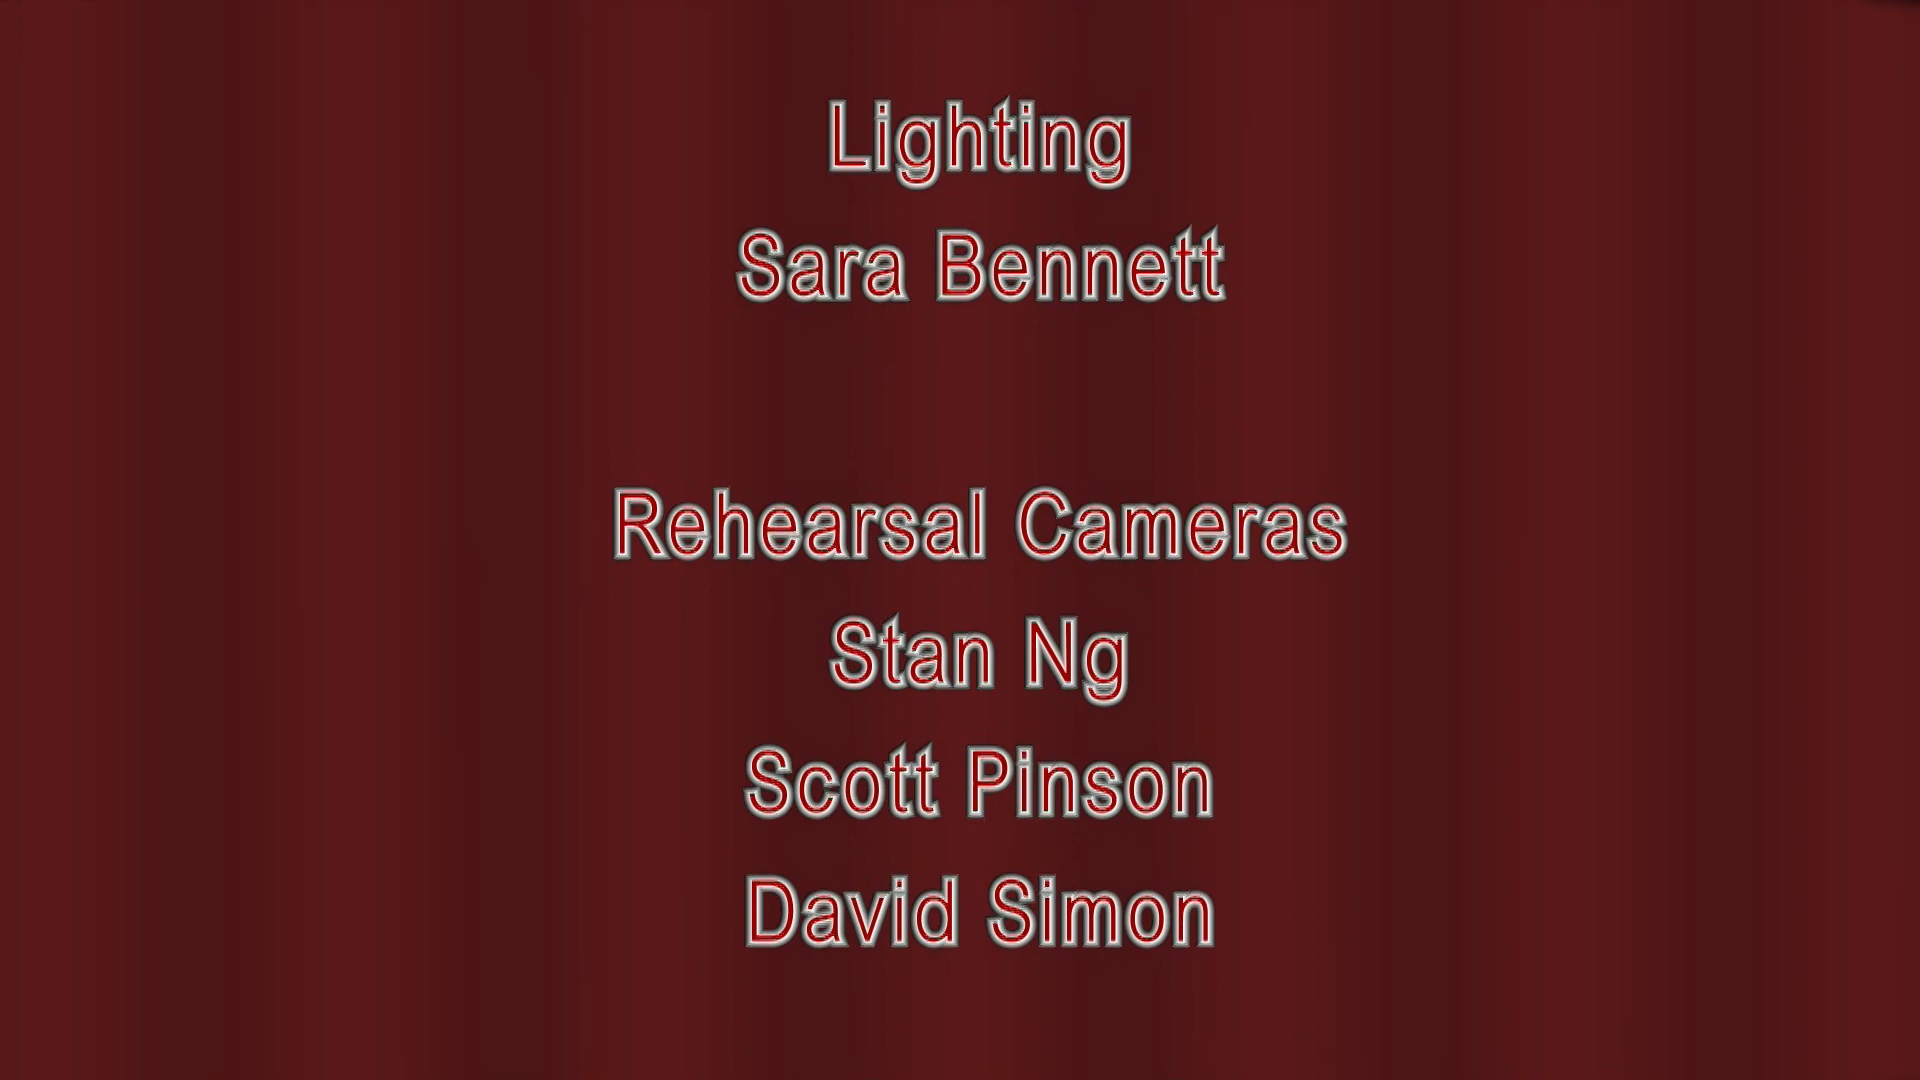 Lighting
Sara Bennett
Rehearsal Cameras
Stan Ng
Scott Pinson
David Simon